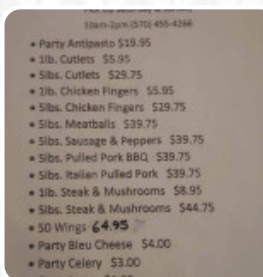 10am-2pm (570) 455-4266
• Party Antipasto $19.95
• 1lb. Cutlets $5.95
• 5lbs. Cutlets $29.75
• 1lb. Chicken Fingers $5.95
• 5lbs. Chicken Fingers $29.75
• 5lbs. Meatballs $39.75
• 5lbs. Sausage & Peppers $39.75
• 5lbs. Pulled Pork BBQ $39.75
• 5lbs. Italian Pulled Pork $39.75
• 1lb. Steak & Mushrooms $8.95
• 5lbs. Steak & Mushrooms $44.75
• 50 Wings 64.95
• Party Bleu Cheese $4.00
• Party Celery $3.00